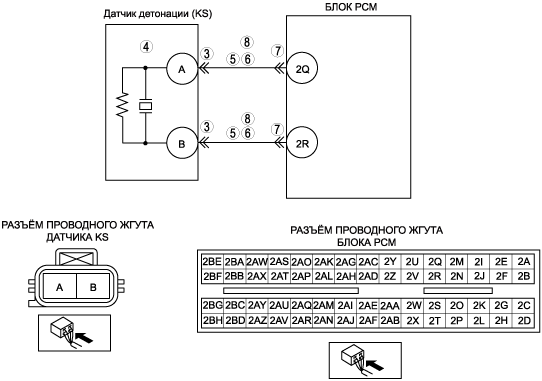 Датчик детонации (KS)
БЛОК PCM
4
3
8
5 6
7
A
2Q
3
8
5 6
7
B
2R
РАЗЪЁМ ПРОВОДНОГО ЖГУТА
ДАТЧИКА KS
A B
РАЗЪЁМ ПРОВОДНОГО ЖГУТА
БЛОКА PCM
2BE 2BA 2AW 2AS 2AO 2AK 2AG 2AC 2Y 2U 2Q 2M 2I 2E 2A
2BF 2BB 2AX 2AT 2AP 2AL 2AH 2AD 2Z 2V 2R 2N 2J 2F 2B
2BG 2BC 2AY 2AU 2AQ 2AM 2AI 2AE 2AA 2W 2S 2O 2K 2G 2C
2BH 2BD 2AZ 2AV 2AR 2AN 2AJ 2AF 2AB 2X 2T 2P 2L 2H 2D